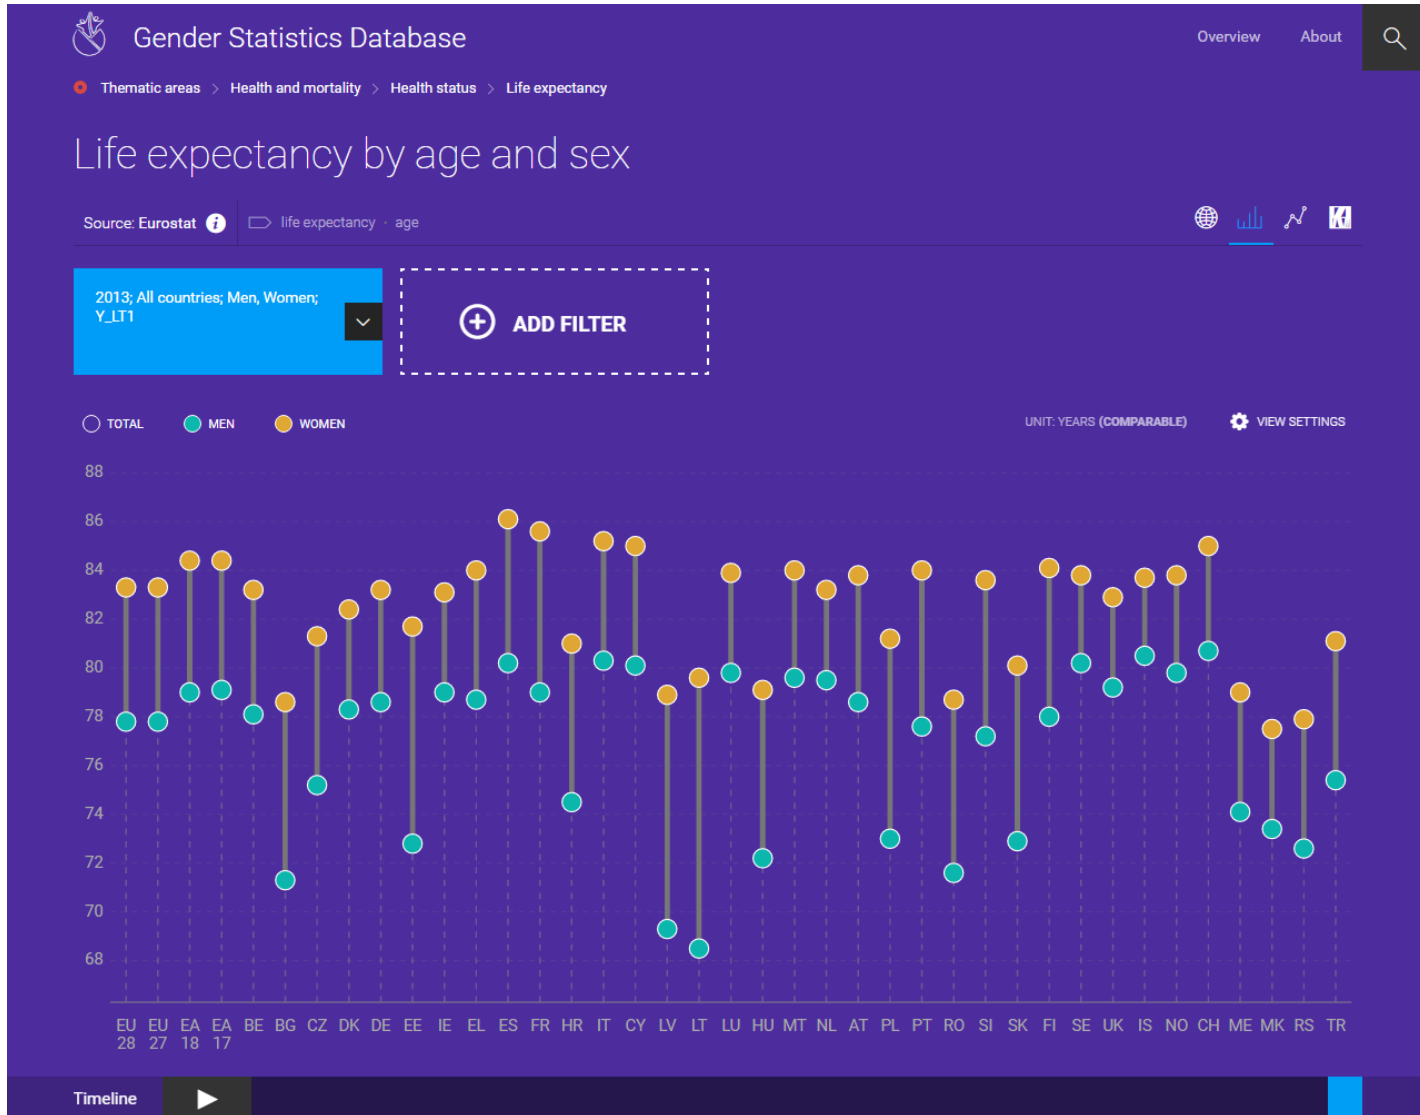 Gender Statistics Database
Overview
About
Thematic areas > Health and mortality > Health status > Life expectancy
Life expectancy by age and sex
Source: Eurostat i
life expectancy · age
2013; All countries; Men, Women;
Y_LT1
ADD FILTER
TOTAL
MEN
WOMEN
UNIT: YEARS (COMPARABLE)
VIEW SETTINGS
88
86
84
82
80
78
76
74
72
70
68
EU EU EA EA BE BG CZ DK DE EE IE EL ES FR HR IT CY LV LT LU HU MT NL AT PL PT RO SI SK FI SE UK IS NO CH ME MK RS TR
28 27 18 17
Timeline